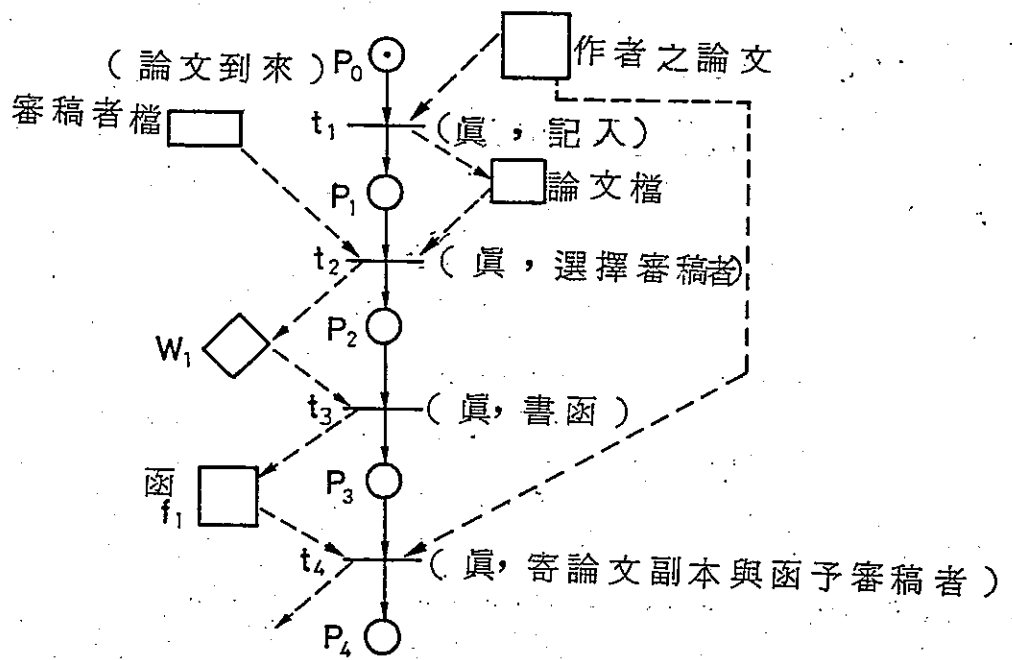 (論文到來) P₀
作者之論文
審稿者檔
t₁ (眞,記入)
P₁
論文檔
t₂ (眞,選擇審稿者)
P₂
W₁
t₃ (眞,書函)
函
f₁
P₃
t₄ (眞,寄論文副本與函予審稿者)
P₄